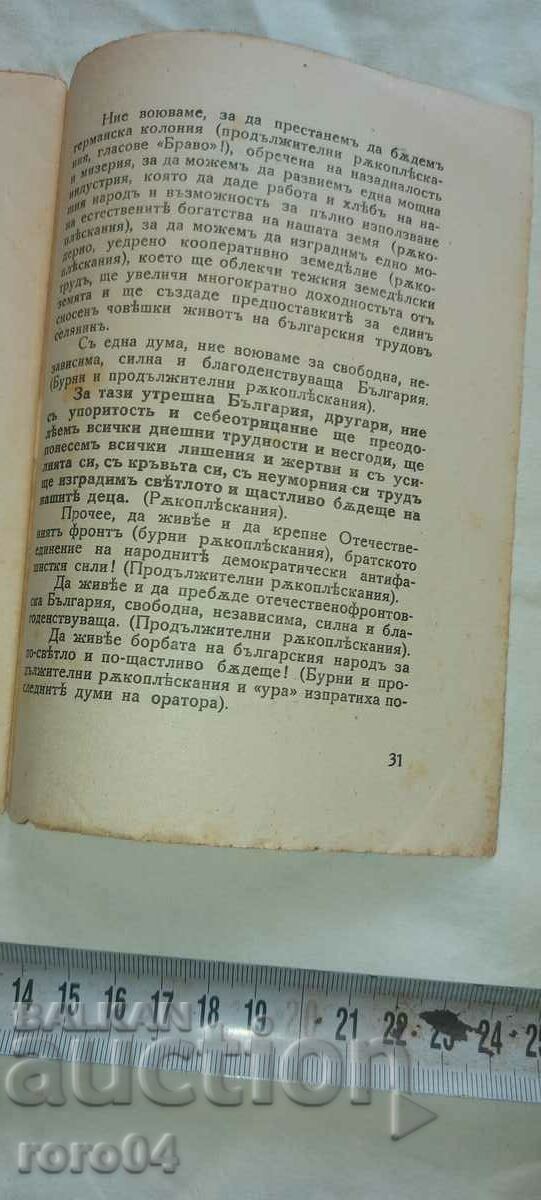 Ние воюваме, за да престанемъ да бѫдемъ
германска колония (продължителни рѫкоплѣска-
ния, гласове «Браво»!), обречена на назадналость
и мизерия, за да можемъ да развиемъ една мощна
индустрия, която да даде работа и хлѣбъ на на-
шия народъ и възможность за пълно използване
на естественитѣ богатства на нашата земя (рѫко-
плѣскания), за да можемъ да изградимъ едно мо-
дерно, уедрено кооперативно земедѣлие (рѫко-
плѣскания), което ще облекчи тежкия земедѣлски
трудъ, ще увеличи многократно доходностьта отъ
земята и ще създаде предпоставкитѣ за единъ
сносенъ човѣшки животъ на българския трудовъ
селянинъ.
Съ една дума, ние воюваме за свободна, не-
зависима, силна и благоденствуваща България.
(Бурни и продължителни рѫкоплѣскания).
За тази утрешна България, другари, ние
съ упоритость и себеотрицание ще преодо-
лѣемъ всички днешни трудности и несгоди, ще
понесемъ всички лишения и жертви и съ уси-
лията си, съ кръвьта си, съ неуморния си трудъ
ще изградимъ свѣтлото и щастливо бѫдеще на
нашитѣ деца. (Рѫкоплѣскания).
Прочее, да живѣе и да крепне Отечестве-
ниятъ фронтъ (бурни рѫкоплѣскания), братското
единение на народнитѣ демократически антифа-
шистки сили! (Продължителни рѫкоплѣскания).
Да живѣе и да пребѫде отечественофронтов-
ска България, свободна, независима, силна и бла-
годенствуваща. (Продължителни рѫкоплѣскания).
Да живѣе борбата на българския народъ за
по-свѣтло и по-щастливо бѫдеще! (Бурни и про-
дължителни рѫкоплѣскания и «ура» изпратиха по-
следнитѣ думи на оратора).
31
14 15 16 17 18 19 20 21 22 23 24 25
BALKAN
auction
roro04